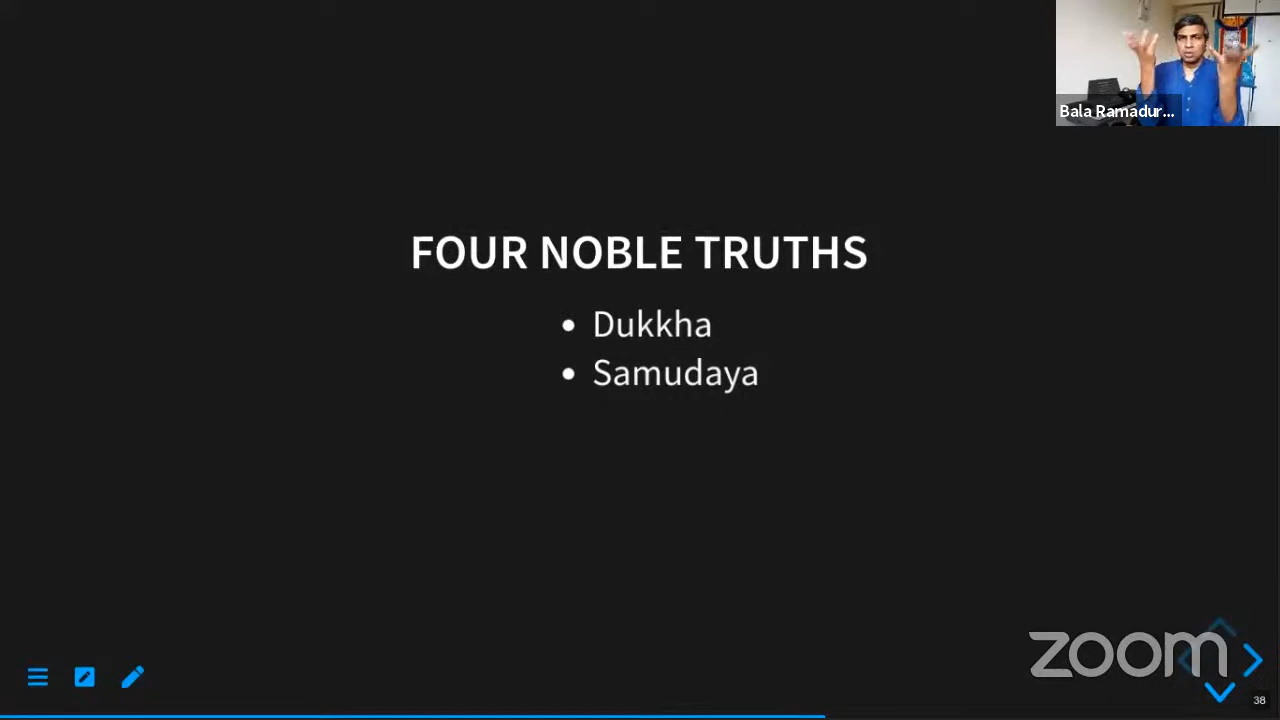 Bala Ramadur...
FOUR NOBLE TRUTHS
• Dukkha
• Samudaya
zoom
38